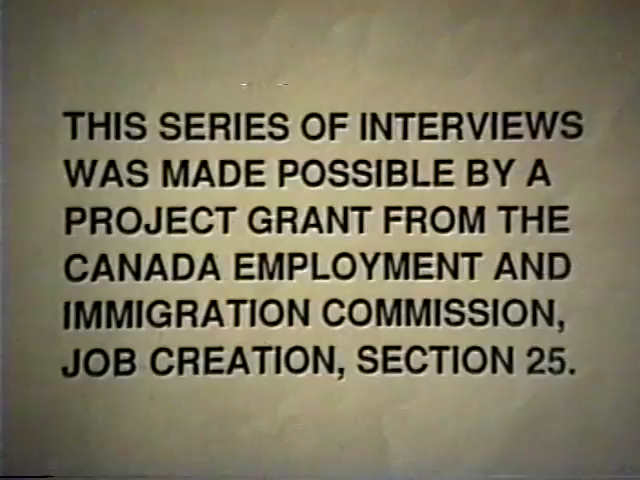 THIS SERIES OF INTERVIEWS
WAS MADE POSSIBLE BY A
PROJECT GRANT FROM THE
CANADA EMPLOYMENT AND
IMMIGRATION COMMISSION,
JOB CREATION, SECTION 25.